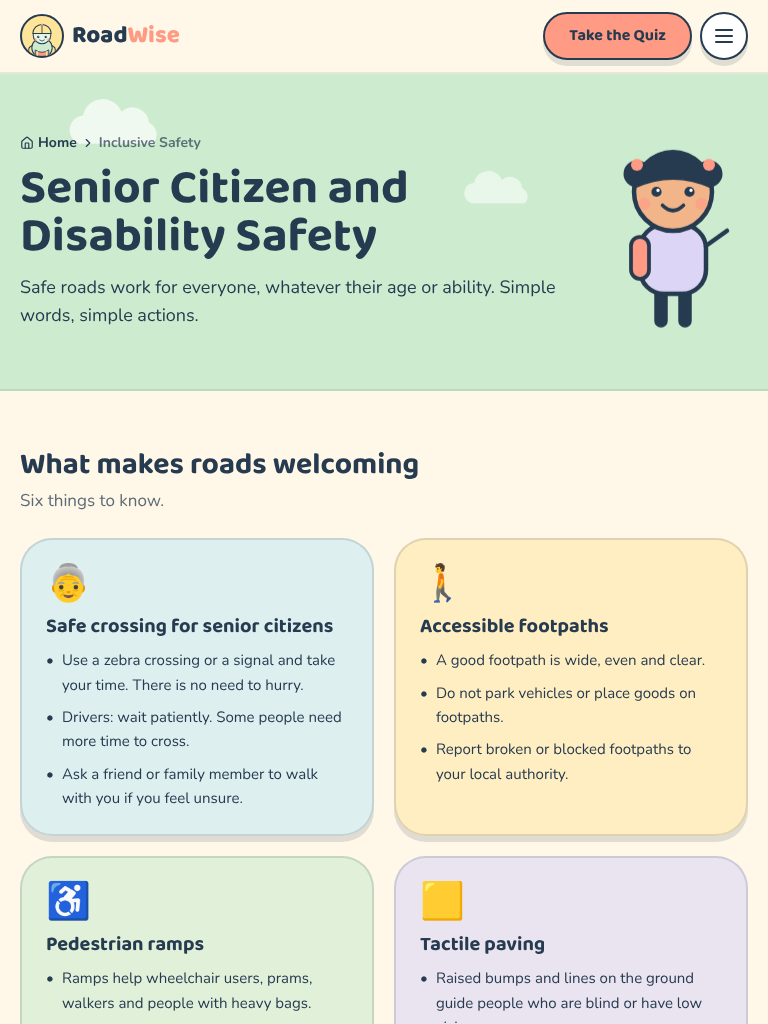 RoadWise
Take the Quiz
Home > Inclusive Safety
Senior Citizen and
Disability Safety
Safe roads work for everyone, whatever their age or ability. Simple
words, simple actions.
What makes roads welcoming
Six things to know.
Safe crossing for senior citizens
• Use a zebra crossing or a signal and take
your time. There is no need to hurry.
• Drivers: wait patiently. Some people need
more time to cross.
• Ask a friend or family member to walk
with you if you feel unsure.
Accessible footpaths
• A good footpath is wide, even and clear.
• Do not park vehicles or place goods on
footpaths.
• Report broken or blocked footpaths to
your local authority.
Pedestrian ramps
• Ramps help wheelchair users, prams,
walkers and people with heavy bags.
Tactile paving
• Raised bumps and lines on the ground
guide people who are blind or have low